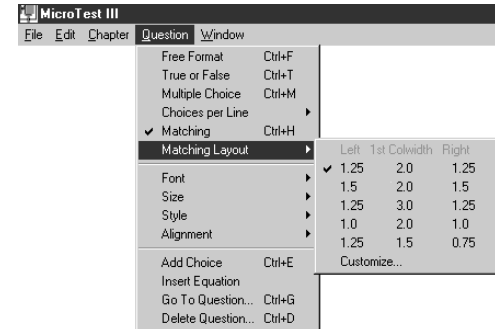 MicroTest III
File Edit Chapter Question Window
Free Format Ctrl+F
True or False Ctrl+T
Multiple Choice Ctrl+M
Choices per Line
Matching Ctrl+H
Matching Layout
Left 1st Colwidth Right
1.25 2.0 1.25
1.5 2.0 1.5
1.25 3.0 1.25
1.0 2.0 1.0
1.25 1.5 0.75
Customize...
Font
Size
Style
Alignment
Add Choice Ctrl+E
Insert Equation
Go To Question... Ctrl+G
Delete Question... Ctrl+D